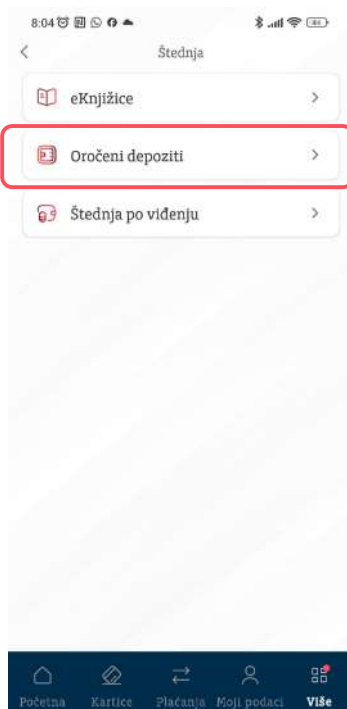 8:04
Štednja
eKnjižice
Oročeni depoziti
Štednja po viđenju
Početna Kartice Plaćanja Moji podaci Više